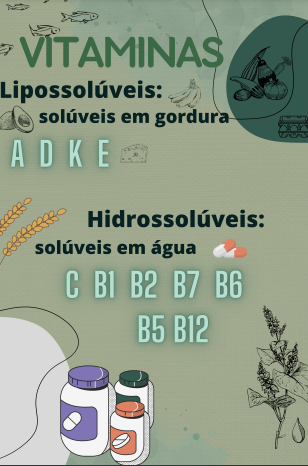 VITAMINAS
Lipossolúveis:
solúveis em gordura
A D K E
Hidrossolúveis:
solúveis em água
C B1 B2 B7 B6
B5 B12